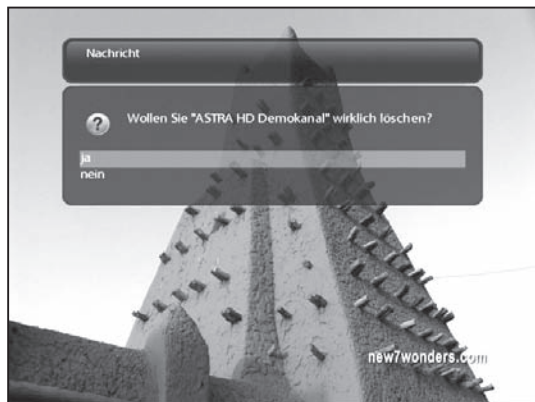 Nachricht
Wollen Sie "ASTRA HD Demokanal" wirklich löschen?
ja
nein
new7wonders.com